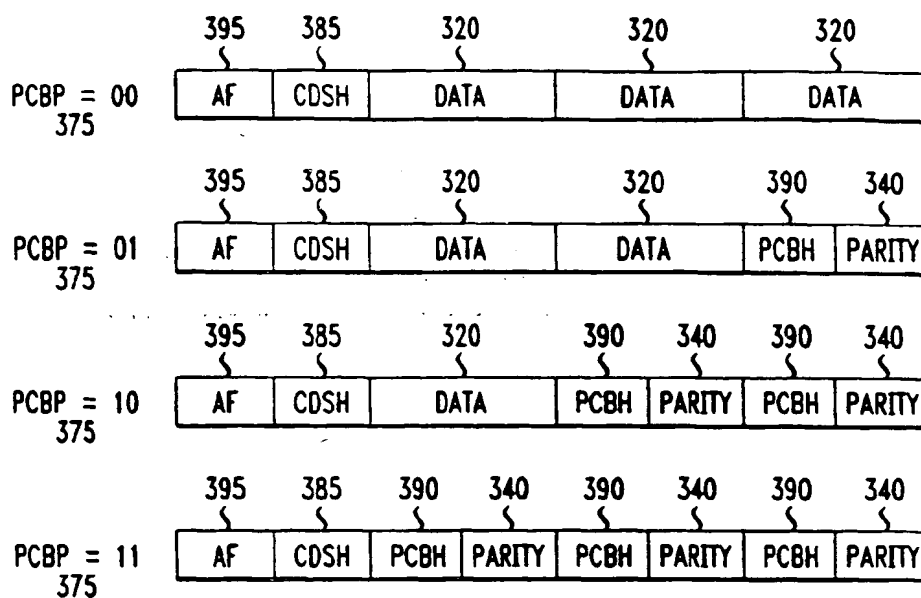 395 385 320 320 320
PCBP = 00 AF CDSH DATA DATA DATA
375
395 385 320 320 390 340
PCBP = 01 AF CDSH DATA DATA PCBH PARITY
375
395 385 320 390 340 390 340
PCBP = 10 AF CDSH DATA PCBH PARITY PCBH PARITY
375
395 385 390 340 390 340 390 340
PCBP = 11 AF CDSH PCBH PARITY PCBH PARITY PCBH PARITY
375